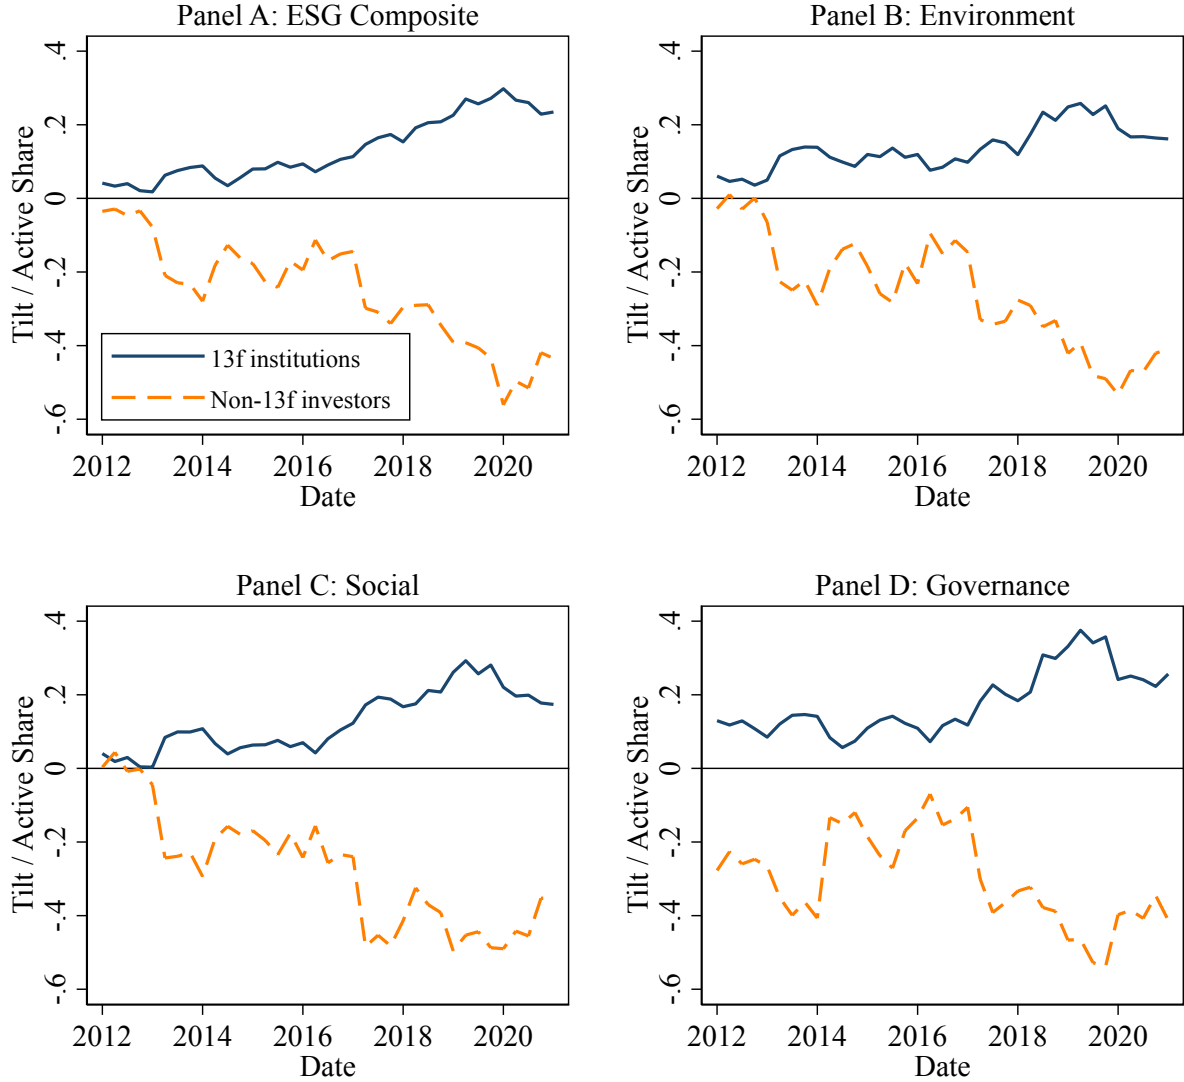 Panel A: ESG Composite
Tilt / Active Share
.4
.2
0
-.2
-.4
-.6
13f institutions
Non-13f investors
2012 2014 2016 2018 2020
Date
Panel B: Environment
Tilt / Active Share
.4
.2
0
-.2
-.4
-.6
2012 2014 2016 2018 2020
Date
Panel C: Social
Tilt / Active Share
.4
.2
0
-.2
-.4
-.6
2012 2014 2016 2018 2020
Date
Panel D: Governance
Tilt / Active Share
.4
.2
0
-.2
-.4
-.6
2012 2014 2016 2018 2020
Date